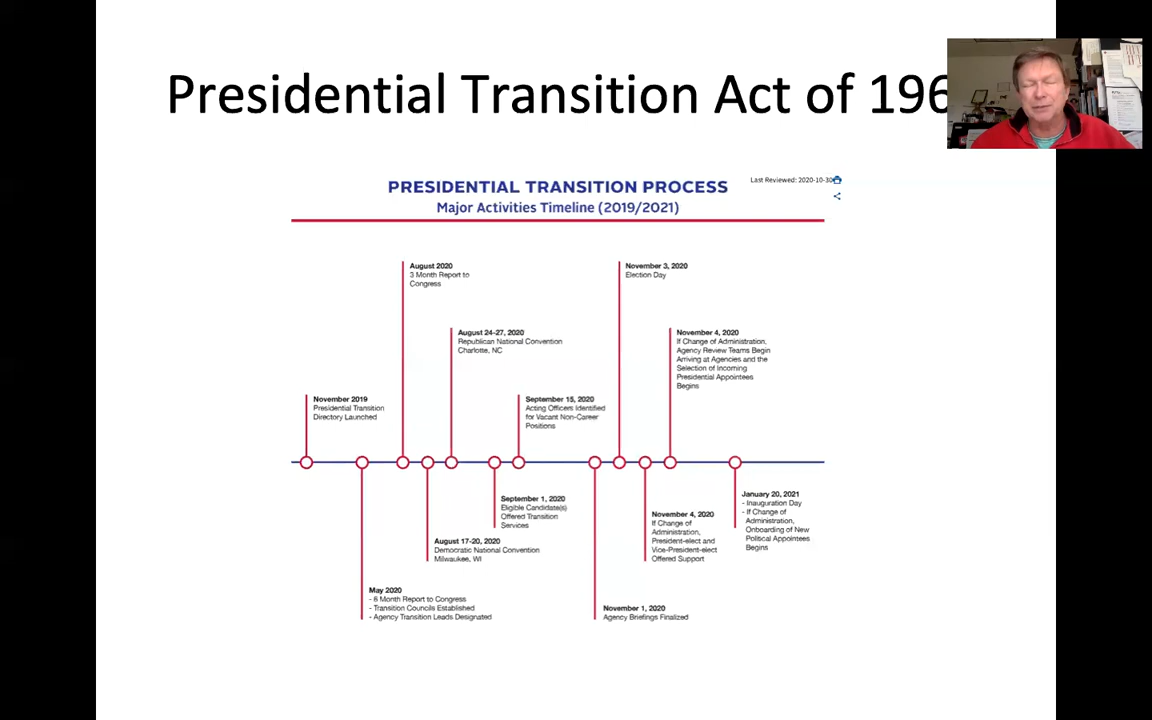 Presidential Transition Act of 196
PRESIDENTIAL TRANSITION PROCESS
Last Reviewed: 2020-10-30
Major Activities Timeline (2019/2021)
August 2020
3 Month Report to
Congress
November 3, 2020
Election Day
August 24-27, 2020
Republican National Convention
Charlotte, NC
November 4, 2020
If Change of Administration,
Agency Review Teams Begin
Arriving at Agencies and the
Selection of Incoming
Presidential Appointees
Begins
November 2019
Presidential Transition
Directory Launched
September 15, 2020
Acting Officers Identified
for Vacant Non-Career
Positions
September 1, 2020
Eligible Candidate(s)
Offered Transition
Services
January 20, 2021
- Inauguration Day
- If Change of
Administration,
Onboarding of New
Political Appointees
Begins
November 4, 2020
If Change of
Administration,
President-elect and
Vice-President-elect
Offered Support
August 17-20, 2020
Democratic National Convention
Milwaukee, WI
May 2020
- 6 Month Report to Congress
- Transition Councils Established
- Agency Transition Leads Designated
November 1, 2020
Agency Briefings Finalized